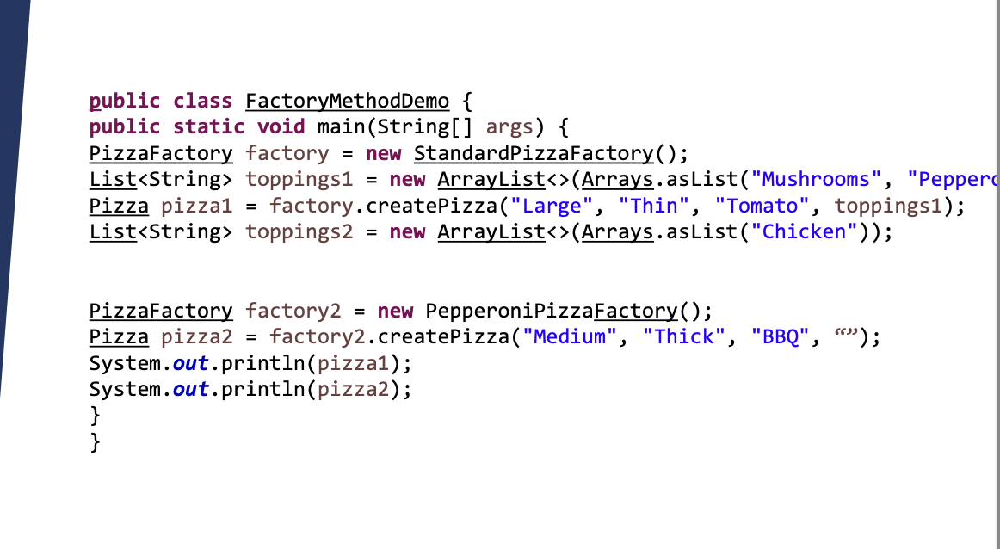 public class FactoryMethodDemo {
public static void main(String[] args) {
PizzaFactory factory = new StandardPizzaFactory();
List<String> toppings1 = new ArrayList<>(Arrays.asList("Mushrooms", "Pepperc
Pizza pizza1 = factory.createPizza("Large", "Thin", "Tomato", toppings1);
List<String> toppings2 = new ArrayList<>(Arrays.asList("Chicken"));
PizzaFactory factory2 = new PepperoniPizzaFactory();
Pizza pizza2 = factory2.createPizza("Medium", "Thick", "BBQ", “”);
System.out.println(pizza1);
System.out.println(pizza2);
}
}